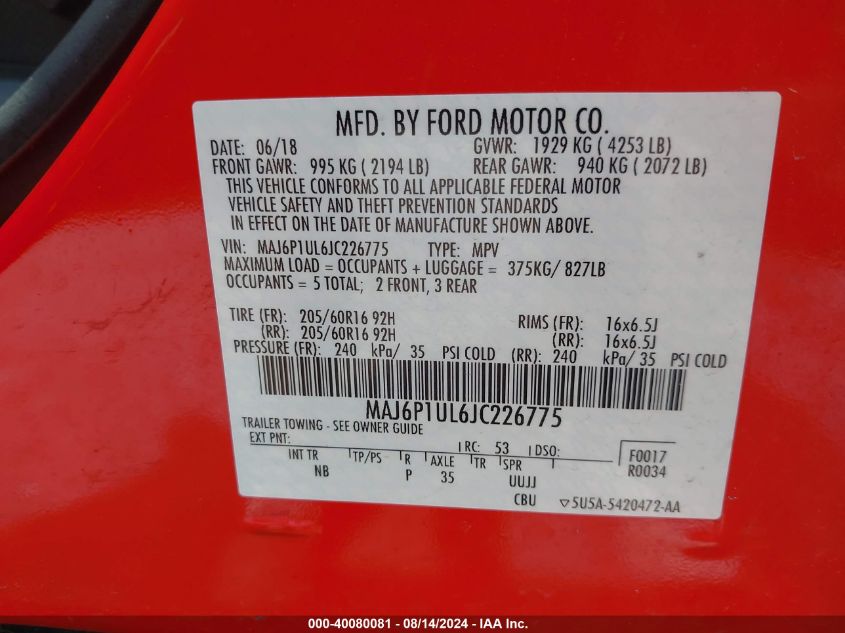 MFD. BY FORD MOTOR CO.
DATE: 06/18 GVWR: 1929 KG ( 4253 LB)
FRONT GAWR: 995 KG ( 2194 LB) REAR GAWR: 940 KG ( 2072 LB)
THIS VEHICLE CONFORMS TO ALL APPLICABLE FEDERAL MOTOR
VEHICLE SAFETY AND THEFT PREVENTION STANDARDS
IN EFFECT ON THE DATE OF MANUFACTURE SHOWN ABOVE.
VIN: MAJ6P1UL6JC226775 TYPE: MPV
MAXIMUM LOAD = OCCUPANTS + LUGGAGE = 375KG/ 827LB
OCCUPANTS = 5 TOTAL; 2 FRONT, 3 REAR
TIRE (FR): 205/60R16 92H RIMS (FR): 16x6.5J
(RR): 205/60R16 92H (RR): 16x6.5J
PRESSURE (FR): 240 kPa/ 35 PSI COLD (RR): 240 kPa/ 35 PSI COLD
MAJ6P1UL6JC226775
TRAILER TOWING - SEE OWNER GUIDE
EXT PNT: RC: 53 DSO: F0017
INT TR TP/PS R AXLE TR SPR R0034
NB P 35 UUJJ
CBU ▽5U5A-5420472-AA
000-40080081 - 08/14/2024 - IAA Inc.